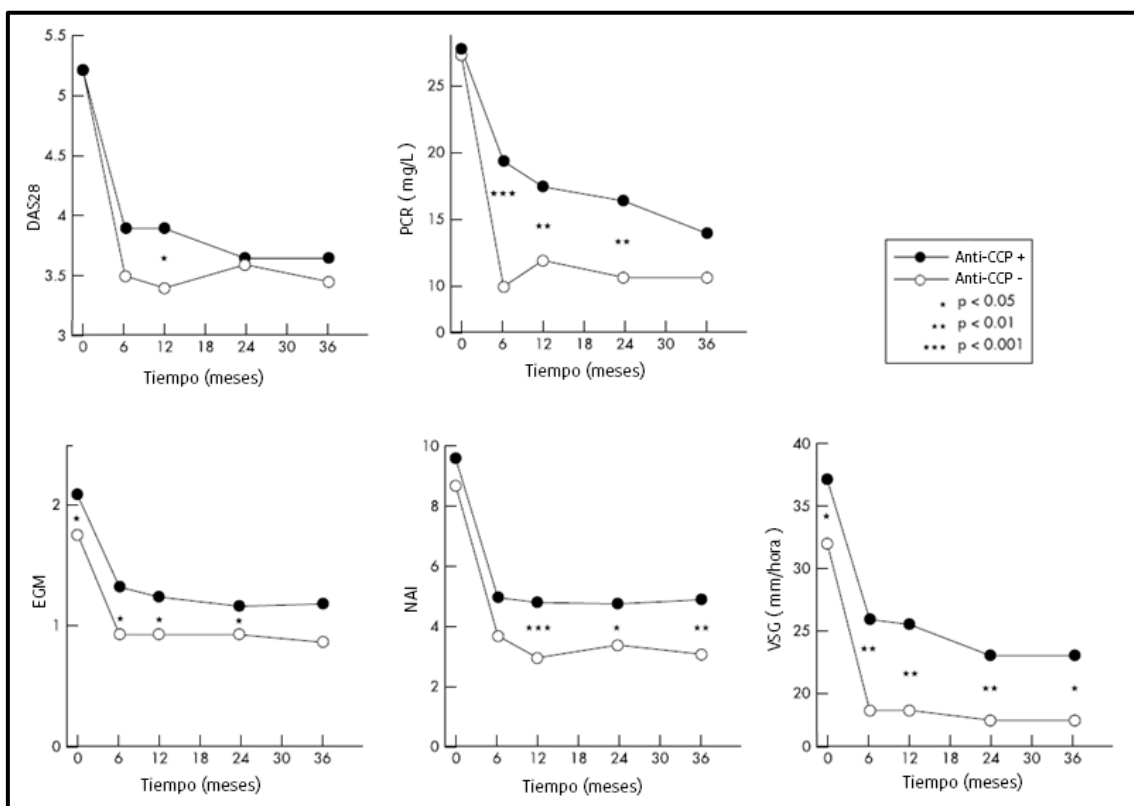 5.5
5
4.5
4
3.5
3
DAS28
*
0 6 12 18 24 30 36
Tiempo (meses)
25
20
15
10
0
PCR ( mg/L )
***
**
**
0 6 12 18 24 30 36
Tiempo (meses)
Anti-CCP +
Anti-CCP -
* p < 0.05
** p < 0.01
*** p < 0.001
2
1
0
EGM
*
* * *
0 6 12 18 24 30 36
Tiempo (meses)
10
8
6
4
2
0
NAI
*** * **
0 6 12 18 24 30 36
Tiempo (meses)
40
35
30
25
20
0
VSG ( mm/hora )
*
**
**
** *
0 6 12 18 24 30 36
Tiempo (meses)